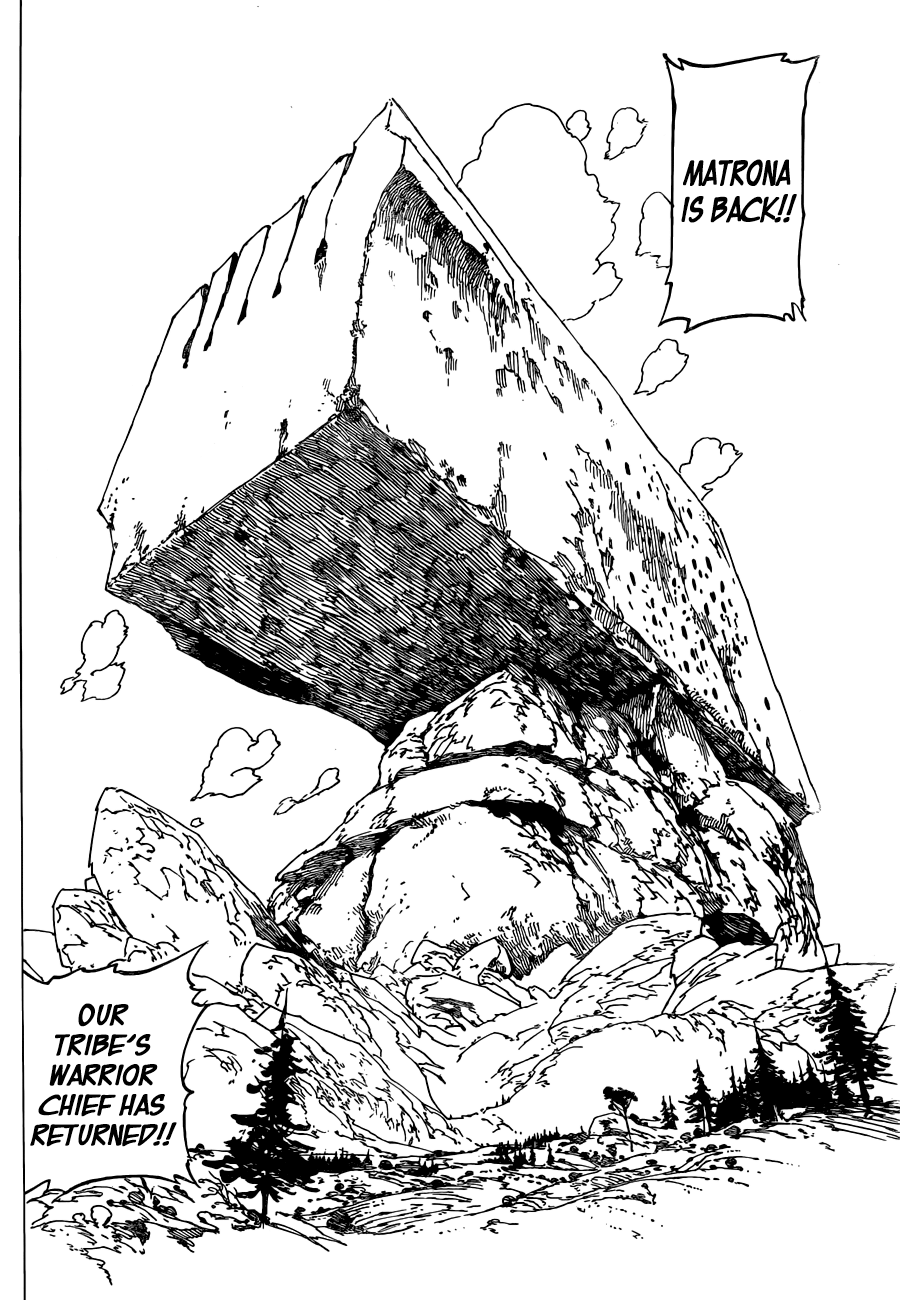 MATRONA
IS BACK!!
OUR
TRIBE'S
WARRIOR
CHIEF HAS
RETURNED!!